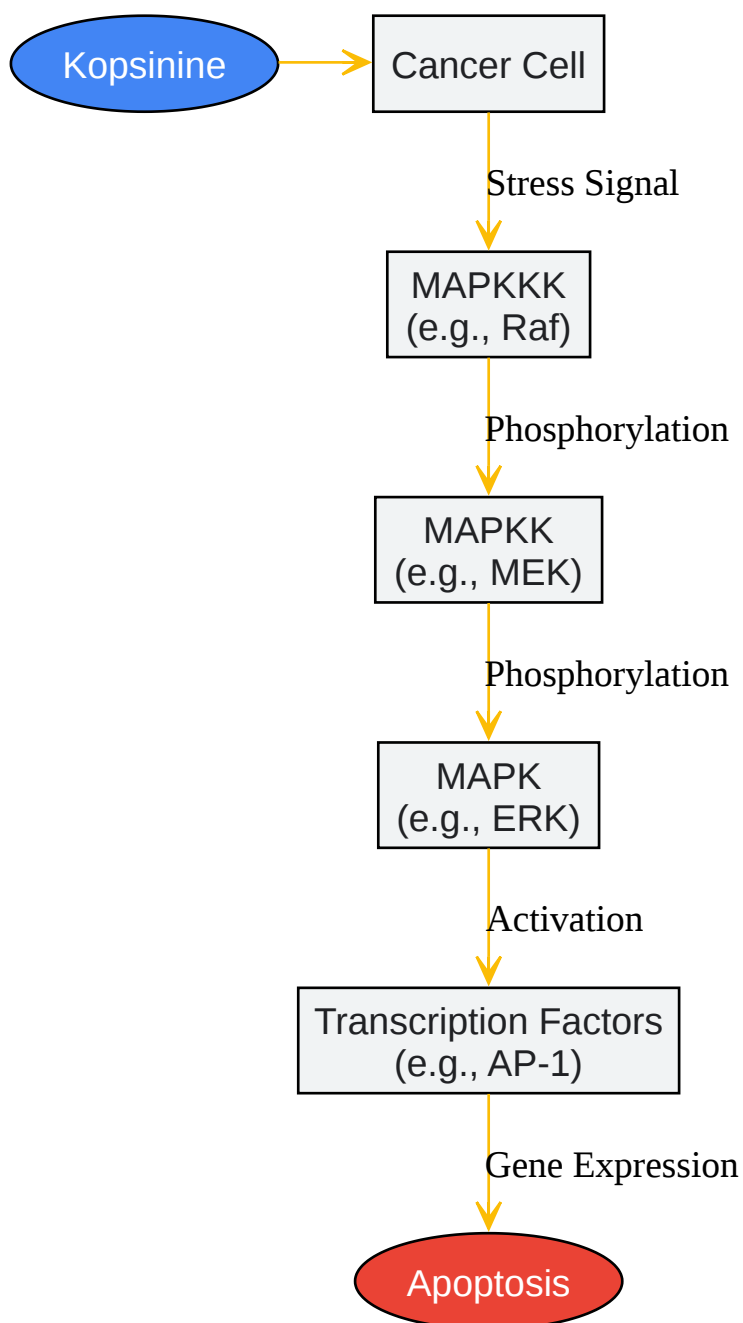 Kopsinine
Cancer Cell
Stress Signal
MAPKKK
(e.g., Raf)
Phosphorylation
MAPKK
(e.g., MEK)
Phosphorylation
MAPK
(e.g., ERK)
Activation
Transcription Factors
(e.g., AP-1)
Gene Expression
Apoptosis